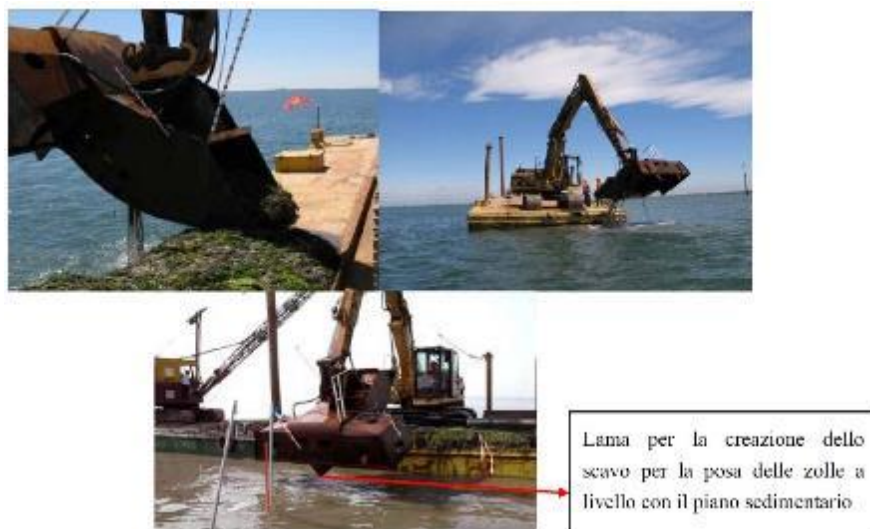 Lama per la creazione dello
scavo per la posa delle zolle a
livello con il piano sedimentario